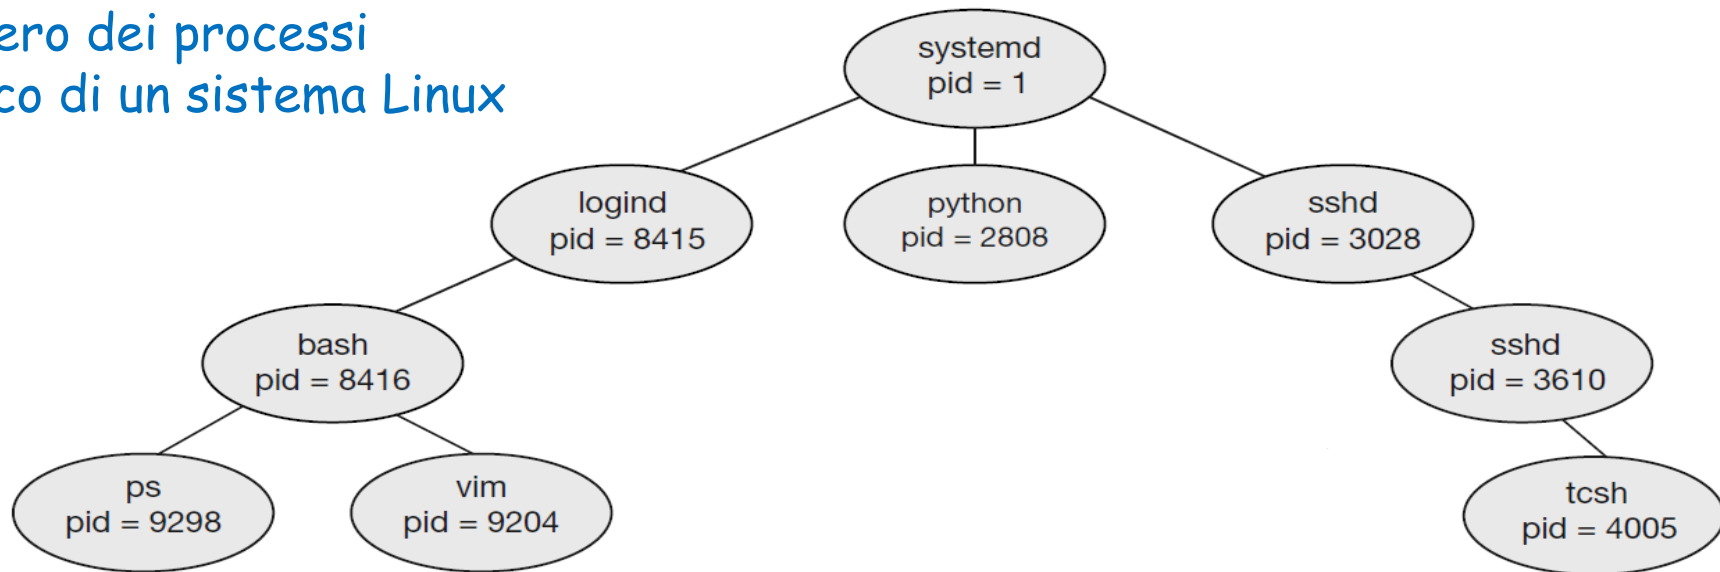 ero dei processi
co di un sistema Linux
systemd
pid = 1
logind
pid = 8415
python
pid = 2808
sshd
pid = 3028
bash
pid = 8416
sshd
pid = 3610
ps
pid = 9298
vim
pid = 9204
tcsh
pid = 4005